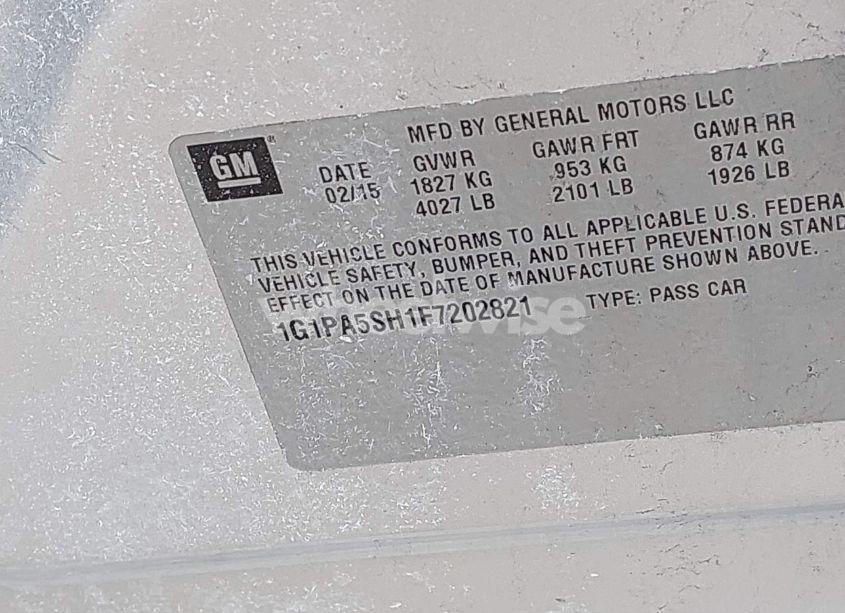 MFD BY GENERAL MOTORS LLC
GM®
DATE GVWR GAWR FRT GAWR RR
02/15 1827 KG 953 KG 874 KG
4027 LB 2101 LB 1926 LB
THIS VEHICLE CONFORMS TO ALL APPLICABLE U.S. FEDERA
VEHICLE SAFETY, BUMPER, AND THEFT PREVENTION STAND
EFFECT ON THE DATE OF MANUFACTURE SHOWN ABOVE.
1G1PA5SH1F7202821 TYPE: PASS CAR